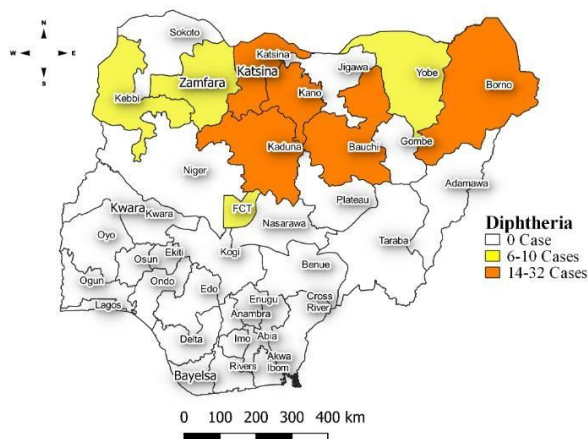 N
W E
S
Sokoto
Katsina
Katsina
Jigawa
Yobe
Borno
Kebbi
Zamfara
Kano
Kaduna
Bauchi
Gombe
Niger
Adamawa
FCT
Plateau
Nasarawa
Kwara
Kwara
Taraba
Oyo
Kogi
Osun
Ekiti
Benue
Ogun
Ondo
Edo
Lagos
Enugu
Anambra
Cross
River
Delta
Imo
Abia
Akwa
Ibom
Rivers
Bayelsa
Diphtheria
0 Case
6-10 Cases
14-32 Cases
0 100 200 300 400 km